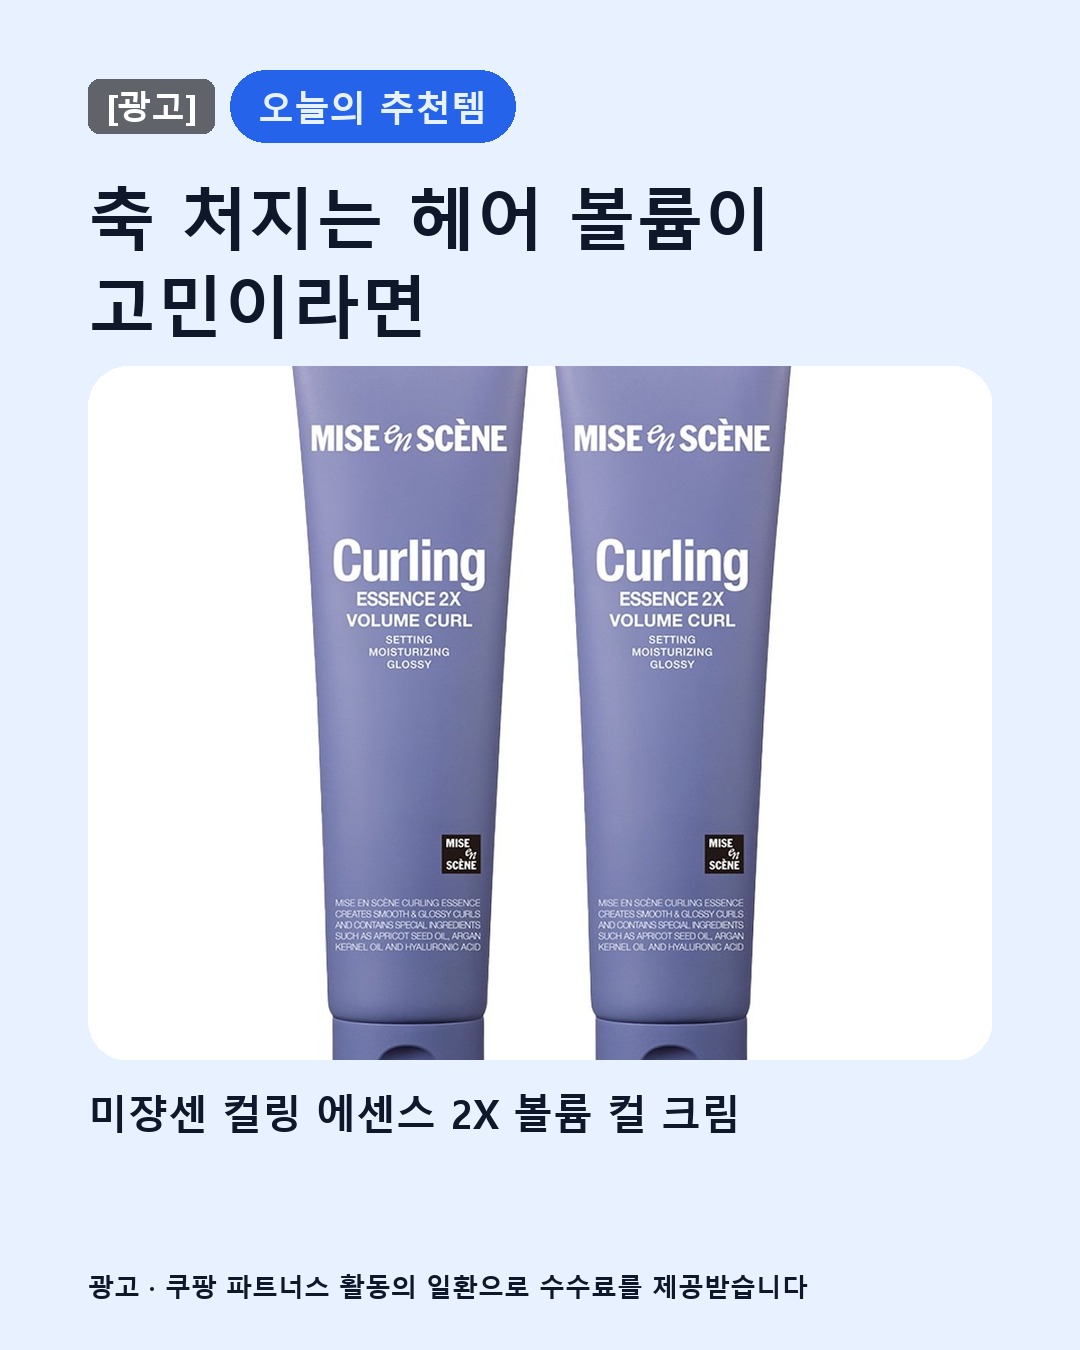 [광고] 오늘의 추천템
축 처지는 헤어 볼륨이
고민이라면
MISE en SCÈNE
Curling
ESSENCE 2X
VOLUME CURL
SETTING
MOISTURIZING
GLOSSY
MISE
en
SCÈNE
MISE EN SCÈNE CURLING ESSENCE
CREATES SMOOTH & GLOSSY CURLS
AND CONTAINS SPECIAL INGREDIENTS
SUCH AS APRICOT SEED OIL, ARGAN
KERNEL OIL AND HYALURONIC ACID
MISE en SCÈNE
Curling
ESSENCE 2X
VOLUME CURL
SETTING
MOISTURIZING
GLOSSY
MISE
en
SCÈNE
MISE EN SCÈNE CURLING ESSENCE
CREATES SMOOTH & GLOSSY CURLS
AND CONTAINS SPECIAL INGREDIENTS
SUCH AS APRICOT SEED OIL, ARGAN
KERNEL OIL AND HYALURONIC ACID
미쟝센 컬링 에센스 2X 볼륨 컬 크림
광고 · 쿠팡 파트너스 활동의 일환으로 수수료를 제공받습니다